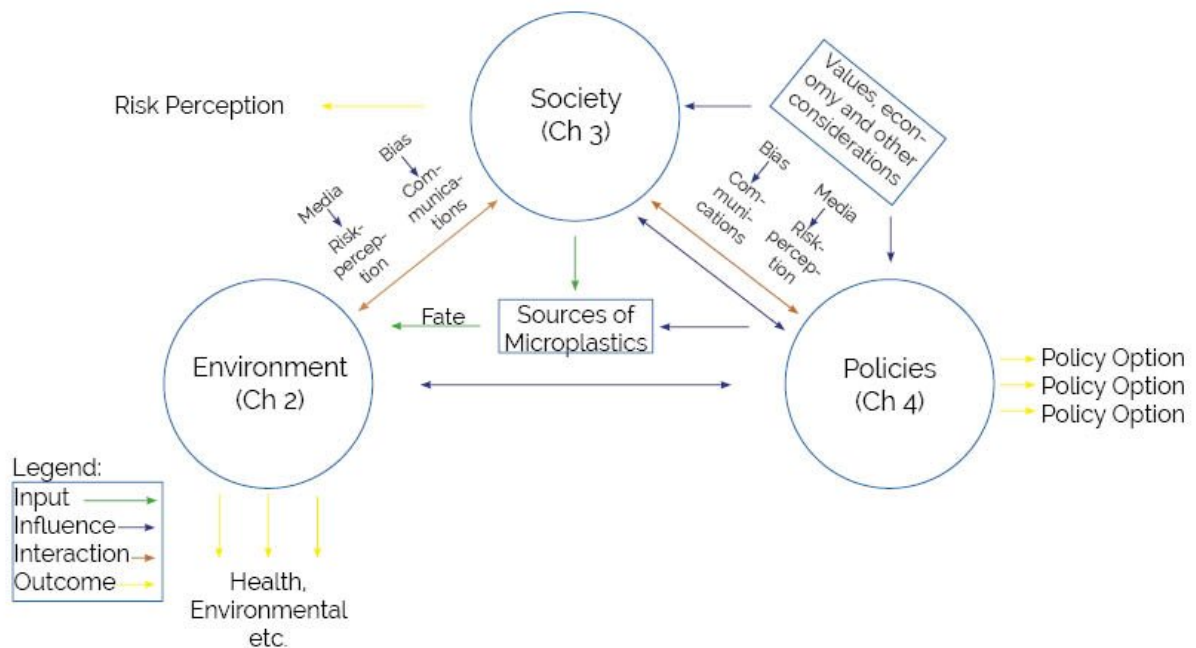 Society
(Ch 3)
Risk Perception
Values, econ-
omy and other
considerations
Bias
Com-
munica-
tions
Media
Risk-
percep-
tion
Bias
Com-
muni-
cations
Media
Risk-
percep-
tion
Fate
Sources of
Microplastics
Environment
(Ch 2)
Policies
(Ch 4)
Policy Option
Policy Option
Policy Option
Legend:
Input
Influence
Interaction
Outcome
Health,
Environmental
etc.